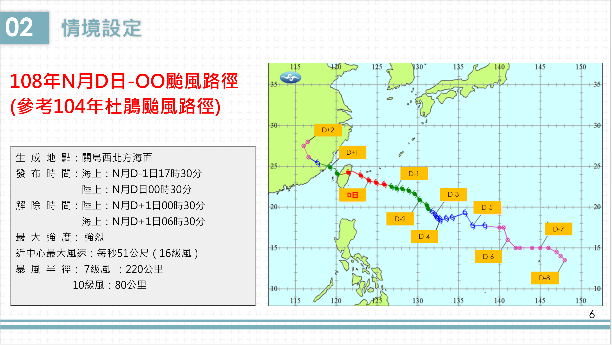 02 情境設定
108年N月D日-OO颱風路徑
(參考104年杜鵑颱風路徑)
生 成 地 點：關島西北方海面
發 布 時 間：海上：N月D-1日17時30分
陸上：N月D日00時30分
解 除 時 間：陸上：N月D+1日00時30分
海上：N月D+1日06時30分
最 大 強 度：強烈
近中心最大風速：每秒51公尺（16級風）
暴 風 半 徑：7級風 ：220公里
10級風：80公里
115 120 125 130 135 140 145 150
35 35
30 30
D+2
D+1
25 25
D-1
D日
D-3
20 20
D-2
D-4
D-7
15 15
D-6
D-8
10 10
115 120 125 130 135 140 145 150
6